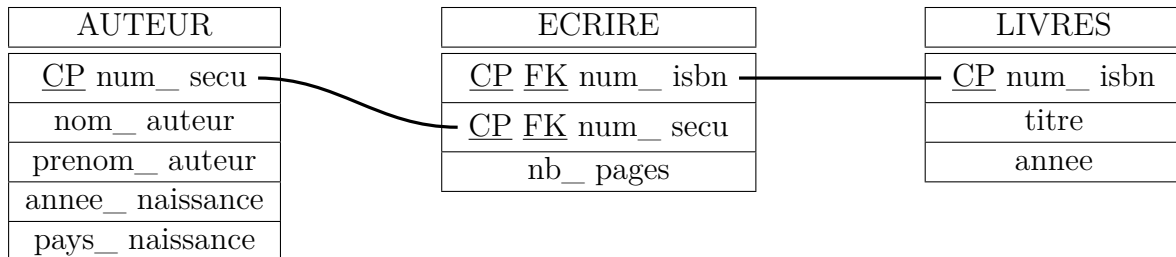 AUTEUR
CP num_ secu
nom_ auteur
prenom_ auteur
annee_ naissance
pays_ naissance
ECRIRE
CP FK num_ isbn
CP FK num_ secu
nb_ pages
LIVRES
CP num_ isbn
titre
annee